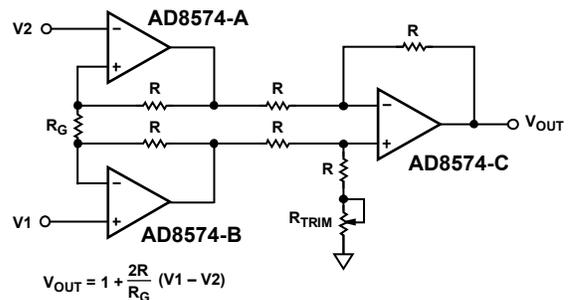 AD8574-A
V2
R
R
R
RG
R
R
VOUT
AD8574-C
R
V1
RTRIM
AD8574-B
VOUT = 1 + 2R/RG (V1 – V2)